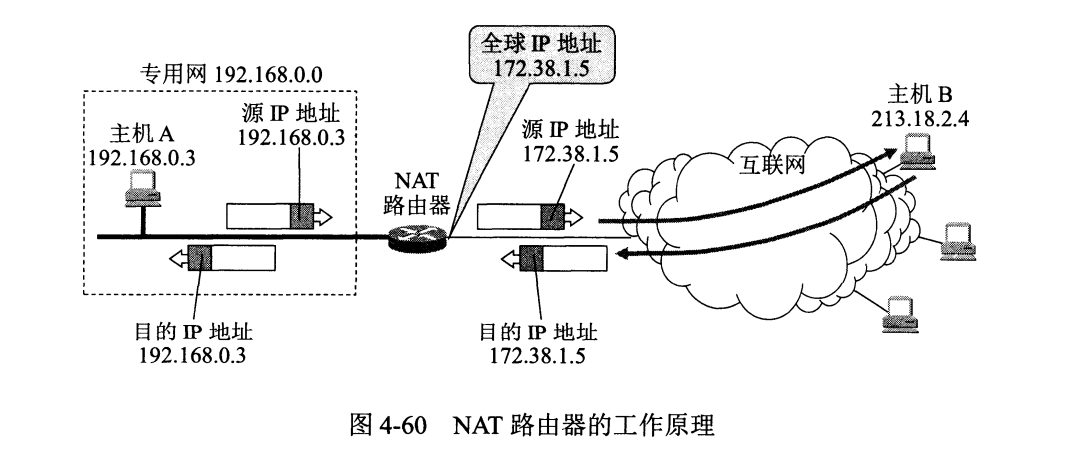 全球 IP 地址
172.38.1.5
专用网 192.168.0.0
主机 A
192.168.0.3
源 IP 地址
192.168.0.3
NAT
路由器
源 IP 地址
172.38.1.5
互联网
主机 B
213.18.2.4
目的 IP 地址
192.168.0.3
目的 IP 地址
172.38.1.5
图 4-60 NAT 路由器的工作原理